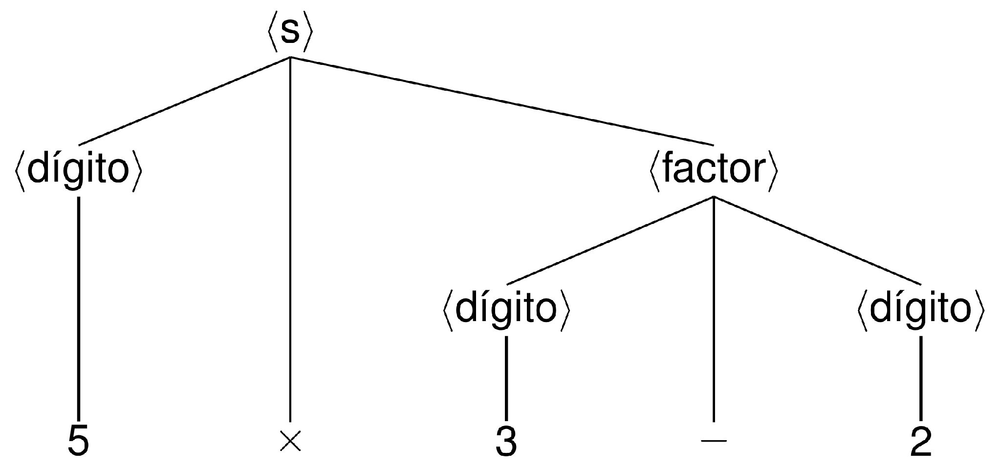 ⟨s⟩
⟨dígito⟩ ⟨factor⟩
⟨dígito⟩ ⟨dígito⟩
5 × 3 − 2